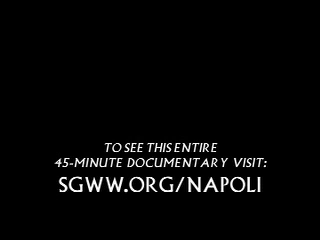 TO SEE THIS ENTIRE
45-MINUTE DOCUMENTARY VISIT:
SGWW.ORG/NAPOLI